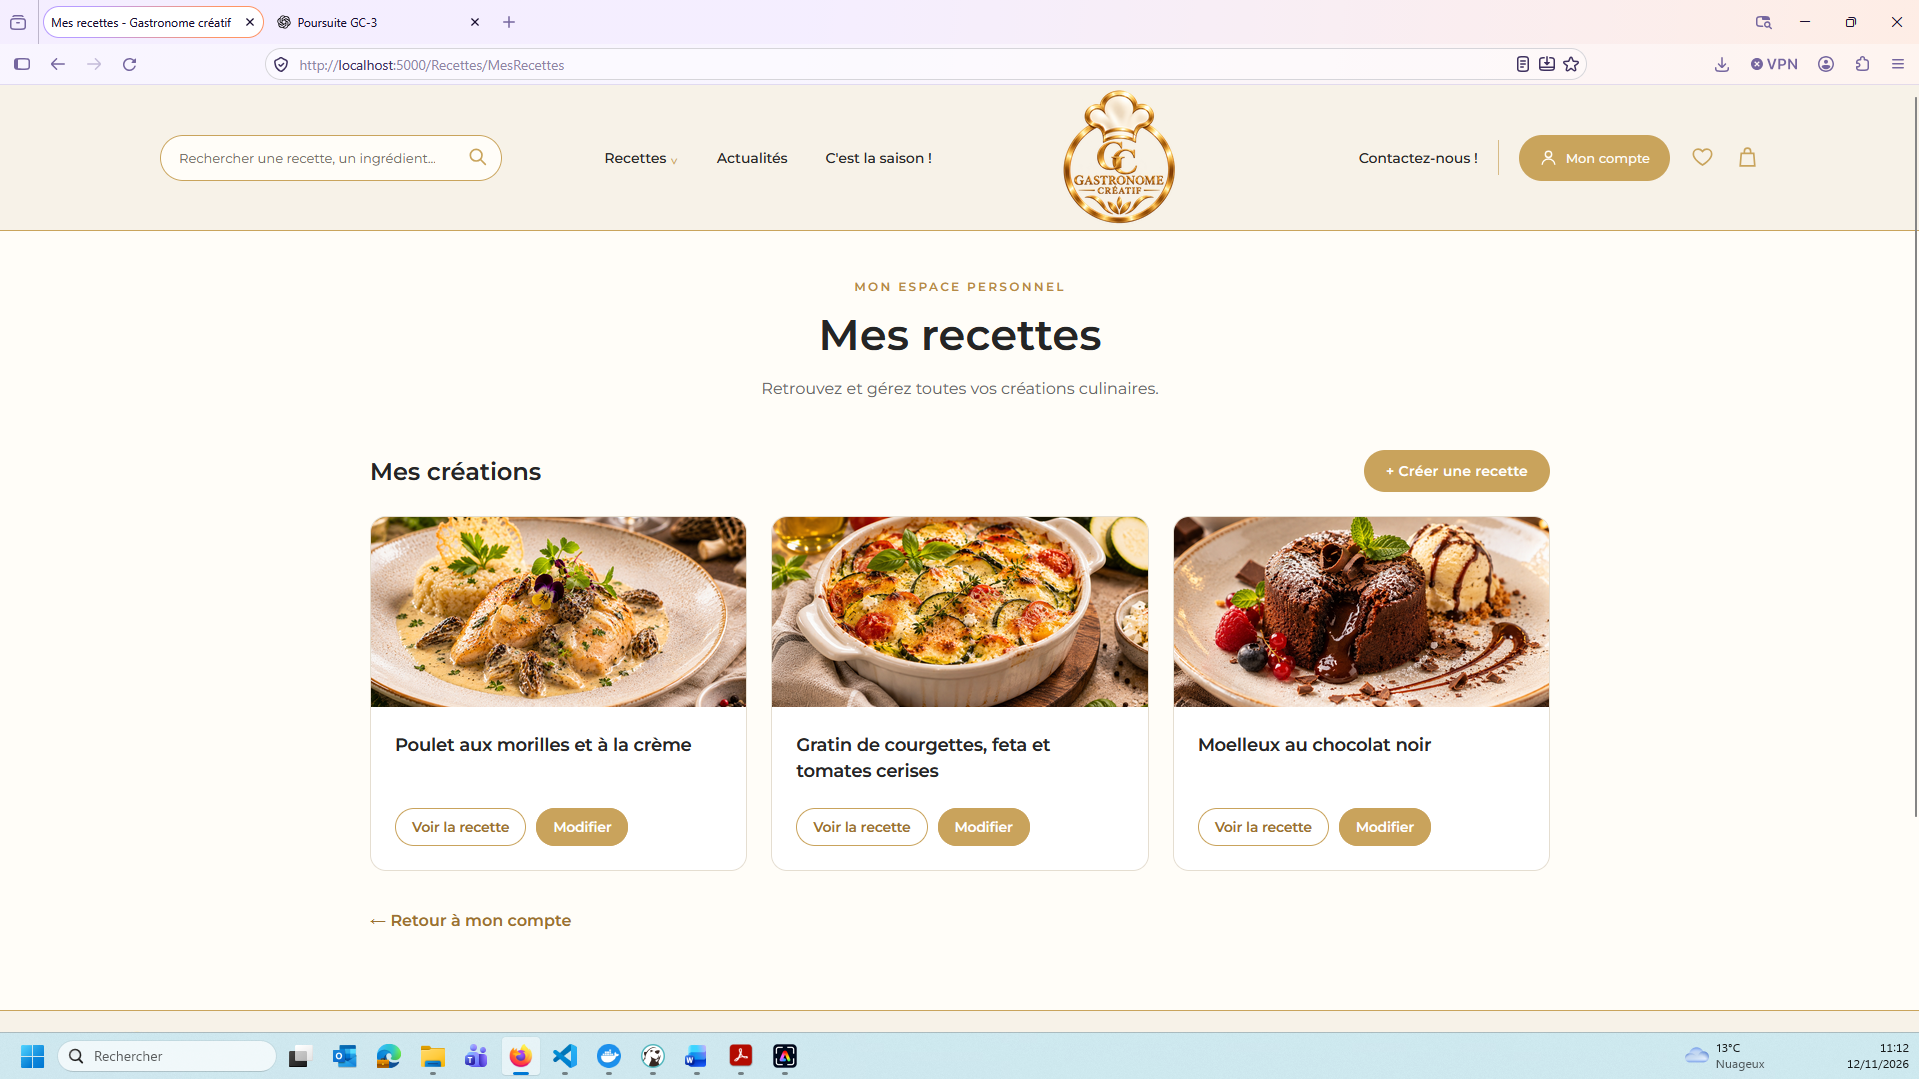 Mes recettes - Gastronome créatif
Poursuite GC-3
http://localhost:5000/Recettes/MesRecettes
VPN
Rechercher une recette, un ingrédient...
Recettes
Actualités
C'est la saison !
GC
GASTRONOME
CRÉATIF
Contactez-nous !
Mon compte
MON ESPACE PERSONNEL
Mes recettes
Retrouvez et gérez toutes vos créations culinaires.
Mes créations
+ Créer une recette
Poulet aux morilles et à la crème
Voir la recette
Modifier
Gratin de courgettes, feta et
tomates cerises
Voir la recette
Modifier
Moelleux au chocolat noir
Voir la recette
Modifier
← Retour à mon compte
Rechercher
13°C
Nuageux
11:12
12/11/2026